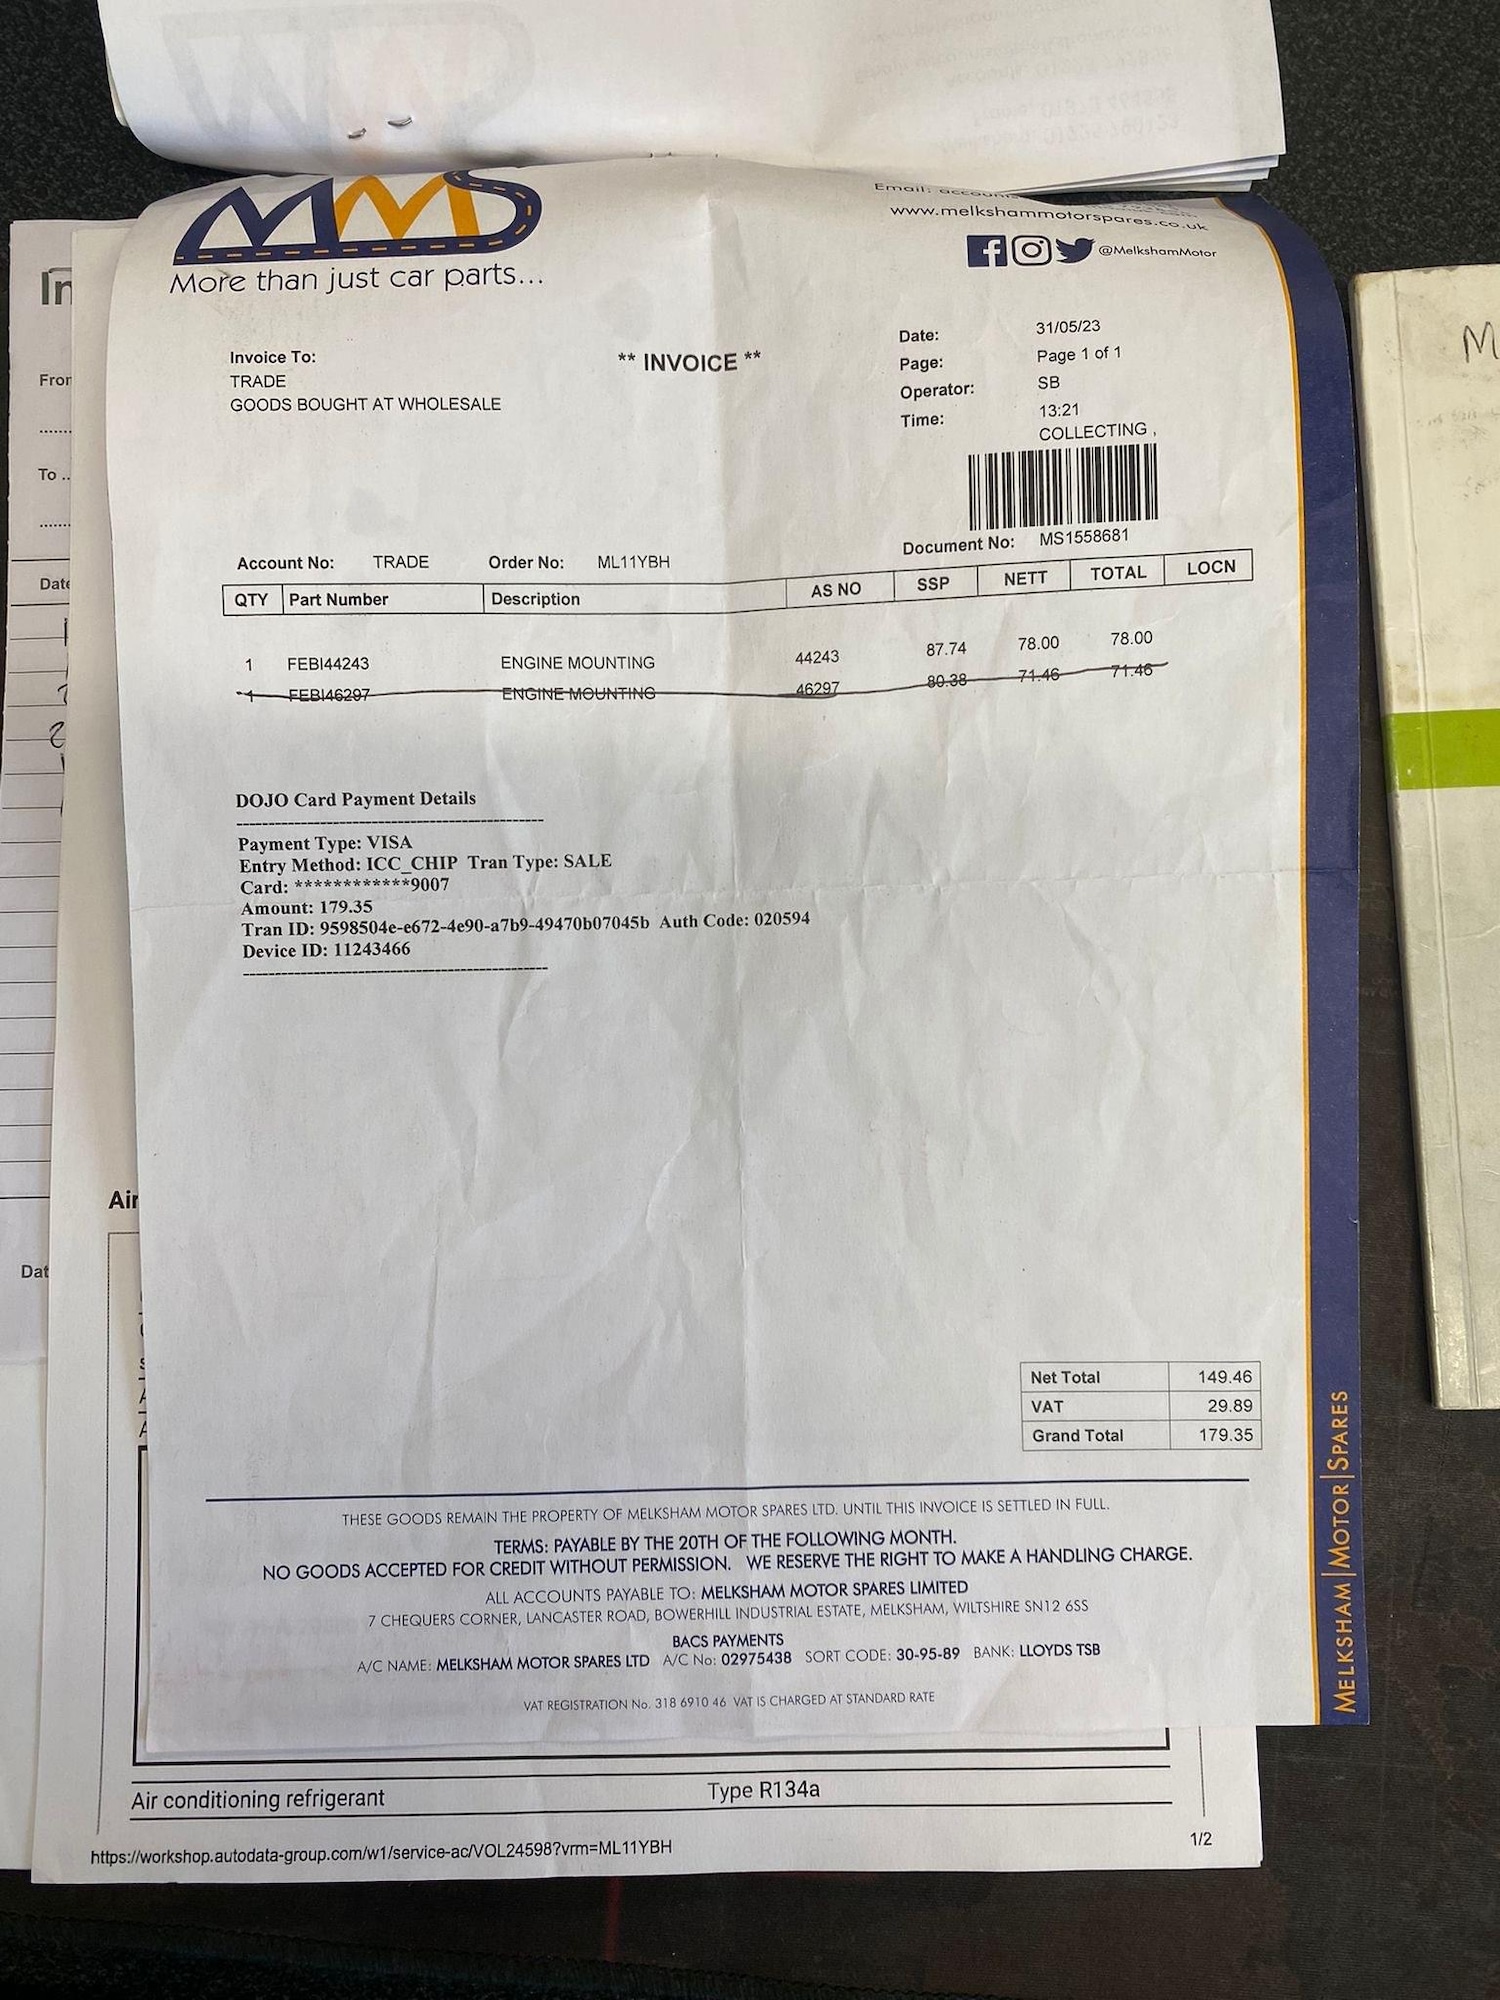 MMS
More than just car parts...
Email: accoun
www.melkshammotorspares.co.uk
@MelkshamMotor
Invoice To:
TRADE
GOODS BOUGHT AT WHOLESALE
** INVOICE **
Date: 31/05/23
Page: Page 1 of 1
Operator: SB
Time: 13:21
COLLECTING ,
Document No: MS1558681
Account No: TRADE Order No: ML11YBH
QTY Part Number Description AS NO SSP NETT TOTAL LOCN
1 FEBI44243 ENGINE MOUNTING 44243 87.74 78.00 78.00
1 FEBI46297 ENGINE MOUNTING 46297 80.38 71.46 71.46
DOJO Card Payment Details
Payment Type: VISA
Entry Method: ICC_CHIP Tran Type: SALE
Card: ************9007
Amount: 179.35
Tran ID: 9598504e-e672-4e90-a7b9-49470b07045b Auth Code: 020594
Device ID: 11243466
Net Total 149.46
VAT 29.89
Grand Total 179.35
THESE GOODS REMAIN THE PROPERTY OF MELKSHAM MOTOR SPARES LTD. UNTIL THIS INVOICE IS SETTLED IN FULL.
TERMS: PAYABLE BY THE 20TH OF THE FOLLOWING MONTH.
NO GOODS ACCEPTED FOR CREDIT WITHOUT PERMISSION. WE RESERVE THE RIGHT TO MAKE A HANDLING CHARGE.
ALL ACCOUNTS PAYABLE TO: MELKSHAM MOTOR SPARES LIMITED
7 CHEQUERS CORNER, LANCASTER ROAD, BOWERHILL INDUSTRIAL ESTATE, MELKSHAM, WILTSHIRE SN12 6SS
BACS PAYMENTS
A/C NAME: MELKSHAM MOTOR SPARES LTD A/C No: 02975438 SORT CODE: 30-95-89 BANK: LLOYDS TSB
VAT REGISTRATION No. 318 6910 46 VAT IS CHARGED AT STANDARD RATE
MELKSHAM|MOTOR|SPARES
In
From
To ..
Date
Air
Dat
Air conditioning refrigerant Type R134a
https://workshop.autodata-group.com/w1/service-ac/VOL24598?vrm=ML11YBH
1/2
M